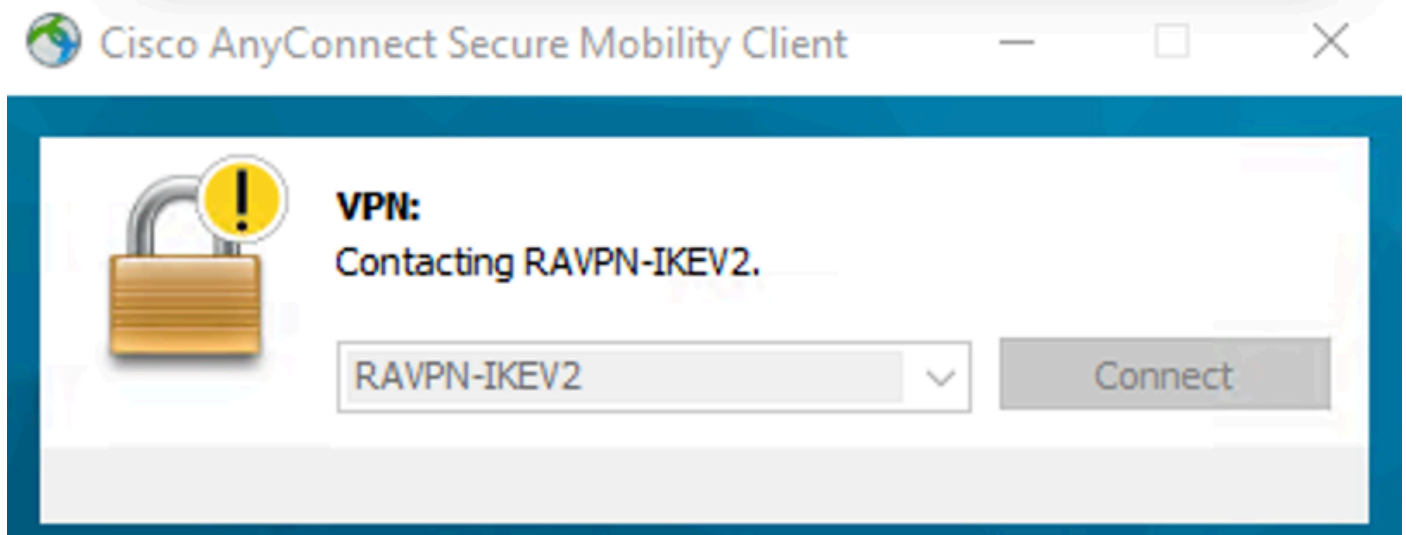 Cisco AnyConnect Secure Mobility Client
VPN:
Contacting RAVPN-IKEV2.
RAVPN-IKEV2
Connect